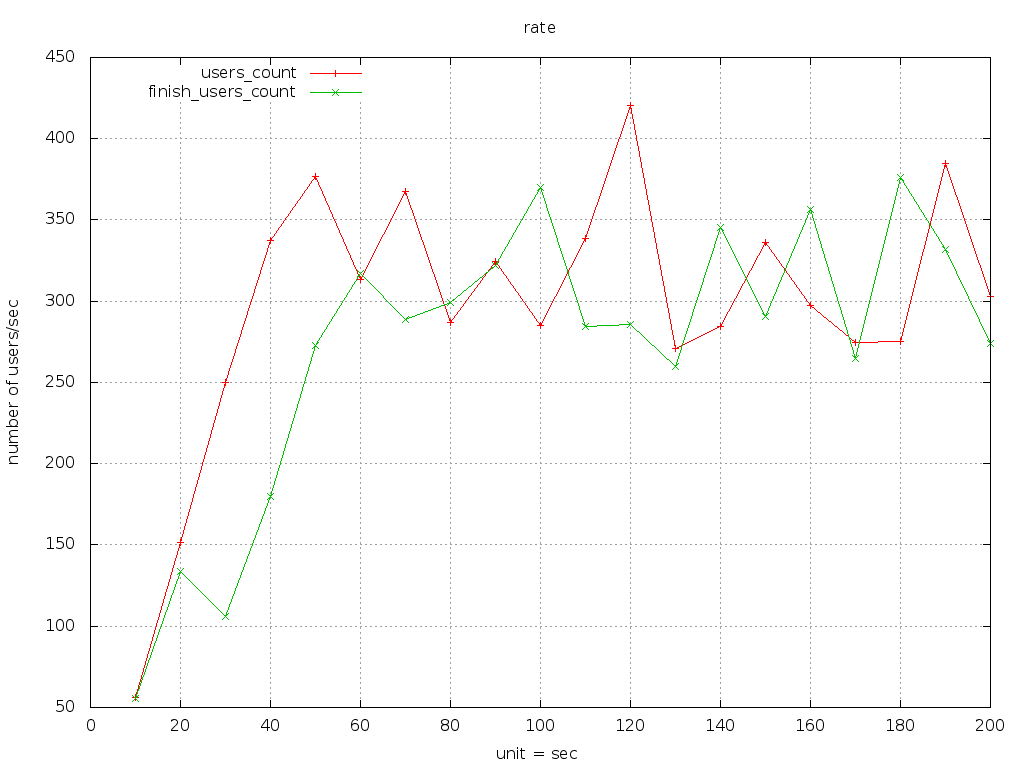 rate
users_count
finish_users_count
450
400
350
300
250
200
150
100
50
number of users/sec
0 20 40 60 80 100 120 140 160 180 200
unit = sec